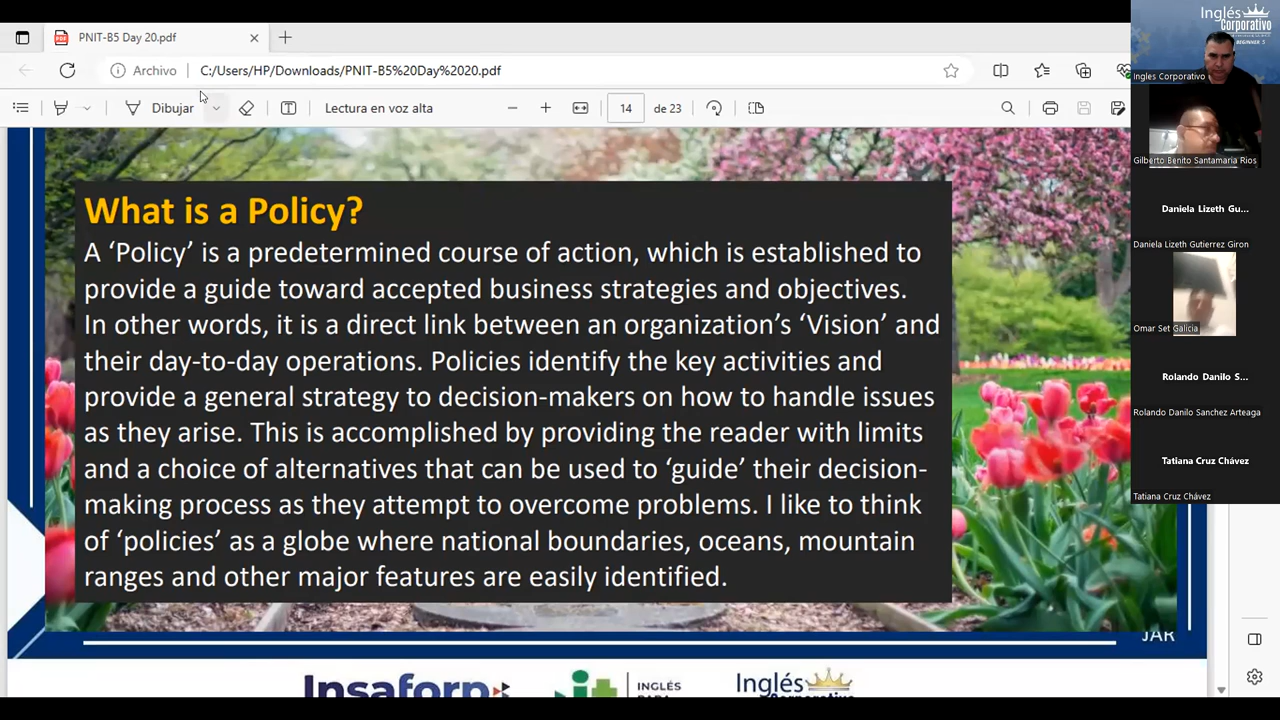 PNIT-B5 Day 20.pdf
Archivo
C:/Users/HP/Downloads/PNIT-B5%20Day%2020.pdf
Dibujar
Lectura en voz alta
14
de 23
What is a Policy?
A ‘Policy’ is a predetermined course of action, which is established to
provide a guide toward accepted business strategies and objectives.
In other words, it is a direct link between an organization’s ‘Vision’ and
their day-to-day operations. Policies identify the key activities and
provide a general strategy to decision-makers on how to handle issues
as they arise. This is accomplished by providing the reader with limits
and a choice of alternatives that can be used to ‘guide’ their decision-
making process as they attempt to overcome problems. I like to think
of ‘policies’ as a globe where national boundaries, oceans, mountain
ranges and other major features are easily identified.
JAR
Insaforp
INGLÉS
Inglés
Inglés
Corporativo
BEGINNER 5
Ingles Corporativo
Gilberto Benito Santamaria Rios
Daniela Lizeth Gu...
Daniela Lizeth Gutierrez Giron
Omar Set Galicia
Rolando Danilo S...
Rolando Danilo Sanchez Arteaga
Tatiana Cruz Chávez
Tatiana Cruz Chávez